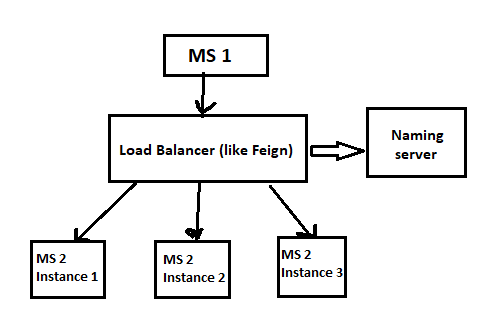 MS 1
Load Balancer (like Feign)
Naming
server
MS 2
Instance 1
MS 2
Instance 2
MS 2
Instance 3